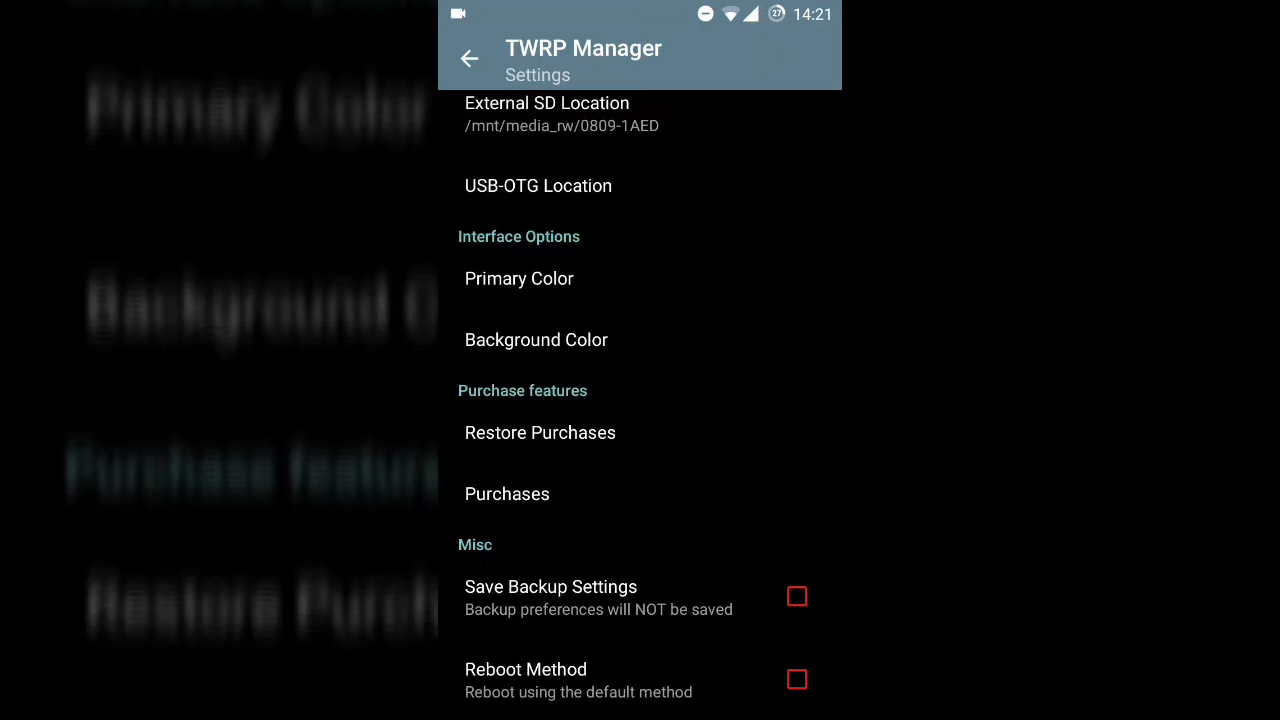 27 14:21
TWRP Manager
Settings
External SD Location
/mnt/media_rw/0809-1AED
USB-OTG Location
Interface Options
Primary Color
Background Color
Purchase features
Restore Purchases
Purchases
Misc
Save Backup Settings
Backup preferences will NOT be saved
Reboot Method
Reboot using the default method